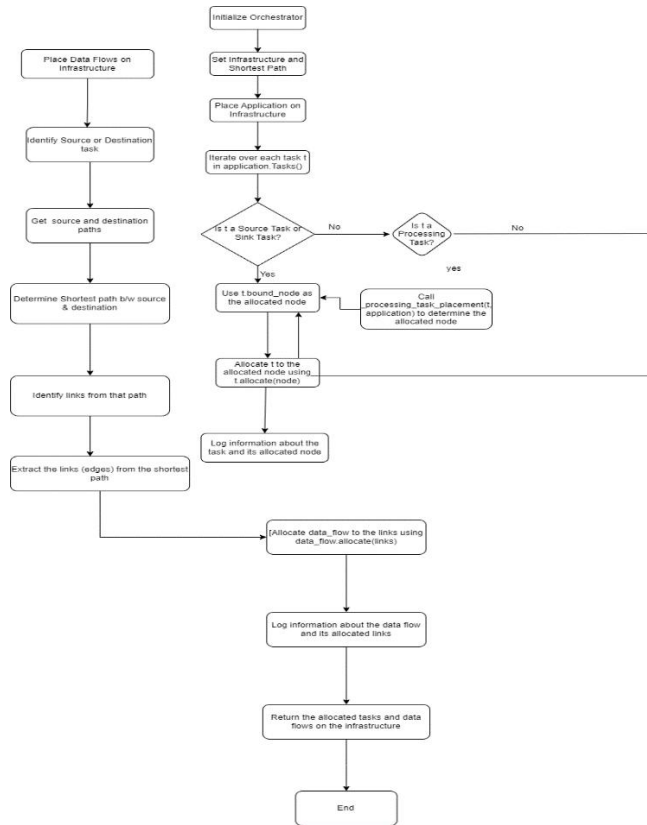 Initialize Orchestrator
Place Data Flows on
Infrastructure
Set Infrastructure and
Shortest Path
Place Application on
Infrastructure
Identify Source or Destination
task
Iterate over each task t
in application.Tasks()
Get source and destination
paths
Is t a Source Task or
Sink Task?
No
Is t a
Processing
Task?
No
Yes
yes
Determine Shortest path b/w source
& destination
Use t.bound_node as
the allocated node
Call
_processing_task_placement(t,
application) to determine the
allocated node
Identify links from that path
Allocate t to the
allocated node using
t.allocate(node)
Log information about the
task and its allocated node
Extract the links (edges) from the shortest
path
[Allocate data_flow to the links using
data_flow.allocate(links)
Log information about the data flow
and its allocated links
Return the allocated tasks and data
flows on the infrastructure
End